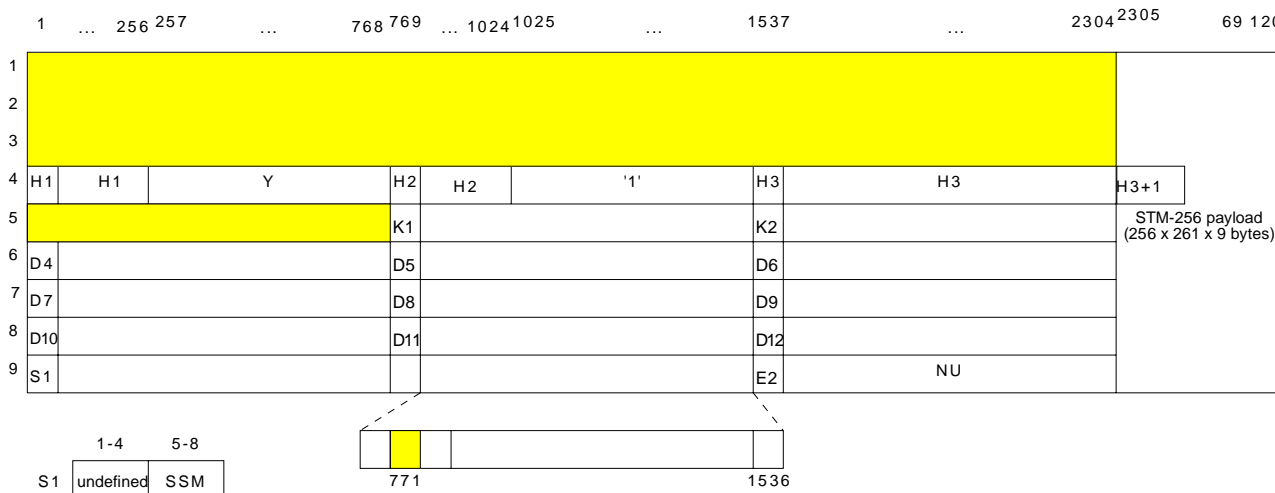 1 ... 256 257 ... 768 769 ... 1024 1025 ... 1537 ... 2304 2305 69 120
1
2
3
4 H1 H1 Y H2 H2 '1' H3 H3 H3+1
5 K1 K2 STM-256 payload
(256 x 261 x 9 bytes)
6 D4 D5 D6
7 D7 D8 D9
8 D10 D11 D12
9 S1 E2 NU
1-4 5-8
S1 undefined SSM 771 1536